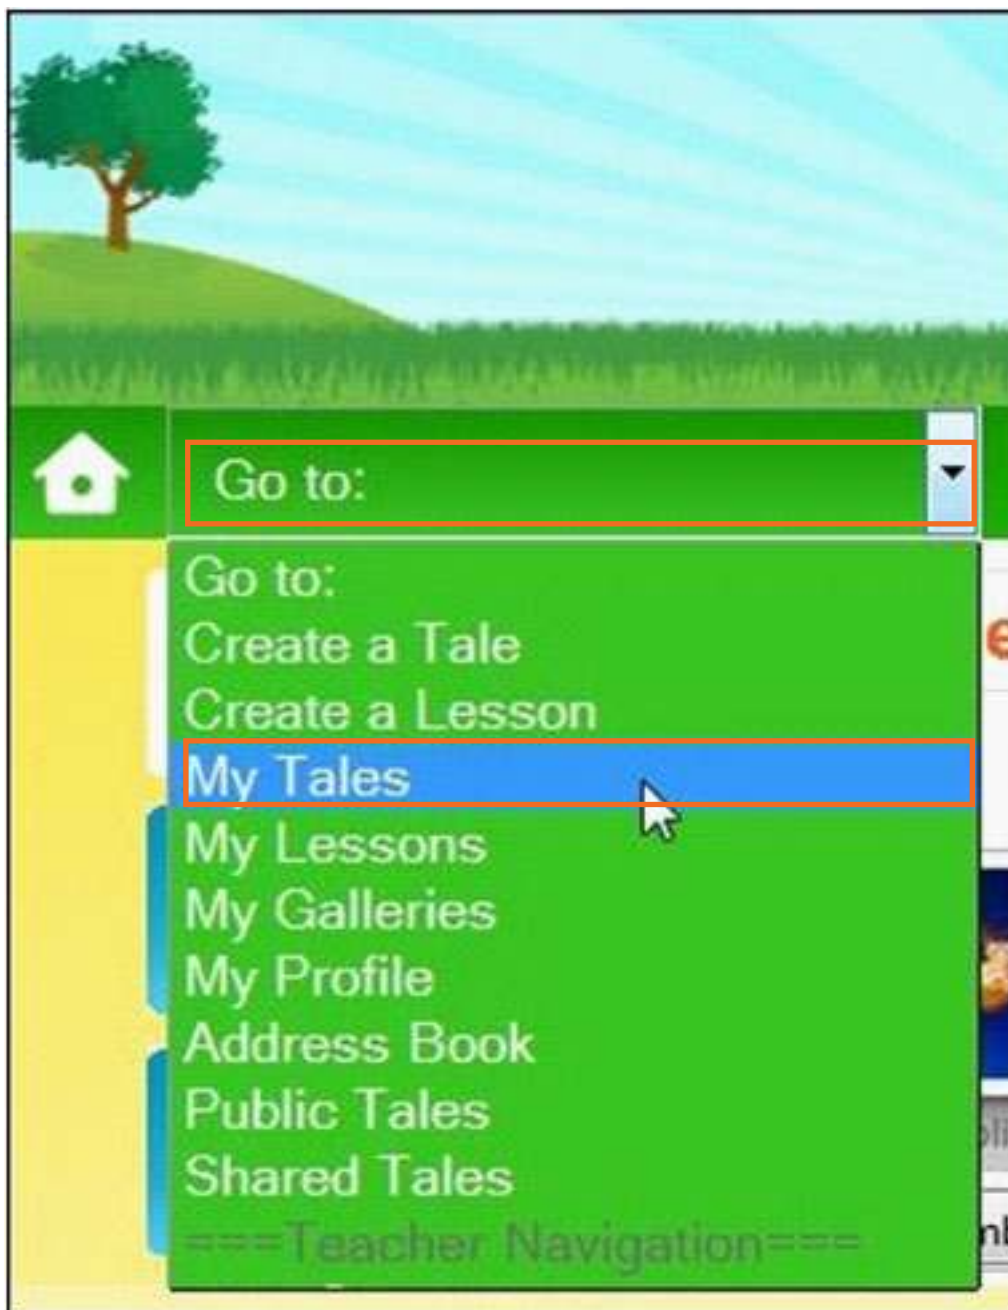 Go to:
Go to:
Create a Tale
Create a Lesson
My Tales
My Lessons
My Galleries
My Profile
Address Book
Public Tales
Shared Tales
===Teacher Navigation===